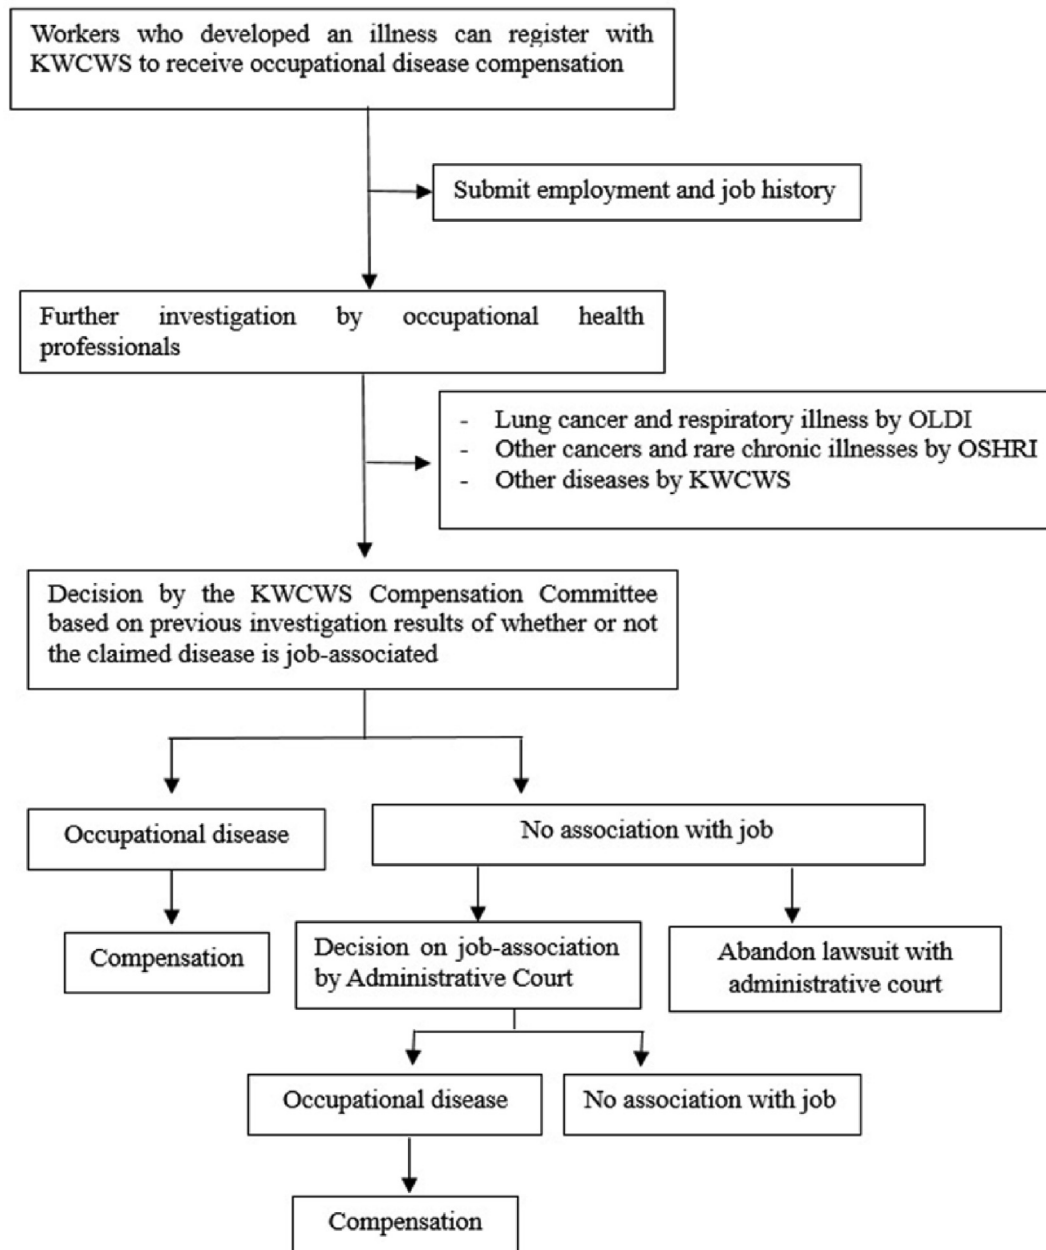 Workers who developed an illness can register with
KWCWS to receive occupational disease compensation
Submit employment and job history
Further investigation by occupational health
professionals
- Lung cancer and respiratory illness by OLDI
- Other cancers and rare chronic illnesses by OSHRI
- Other diseases by KWCWS
Decision by the KWCWS Compensation Committee
based on previous investigation results of whether or not
the claimed disease is job-associated
Occupational disease
No association with job
Compensation
Decision on job-association
by Administrative Court
Abandon lawsuit with
administrative court
Occupational disease
No association with job
Compensation